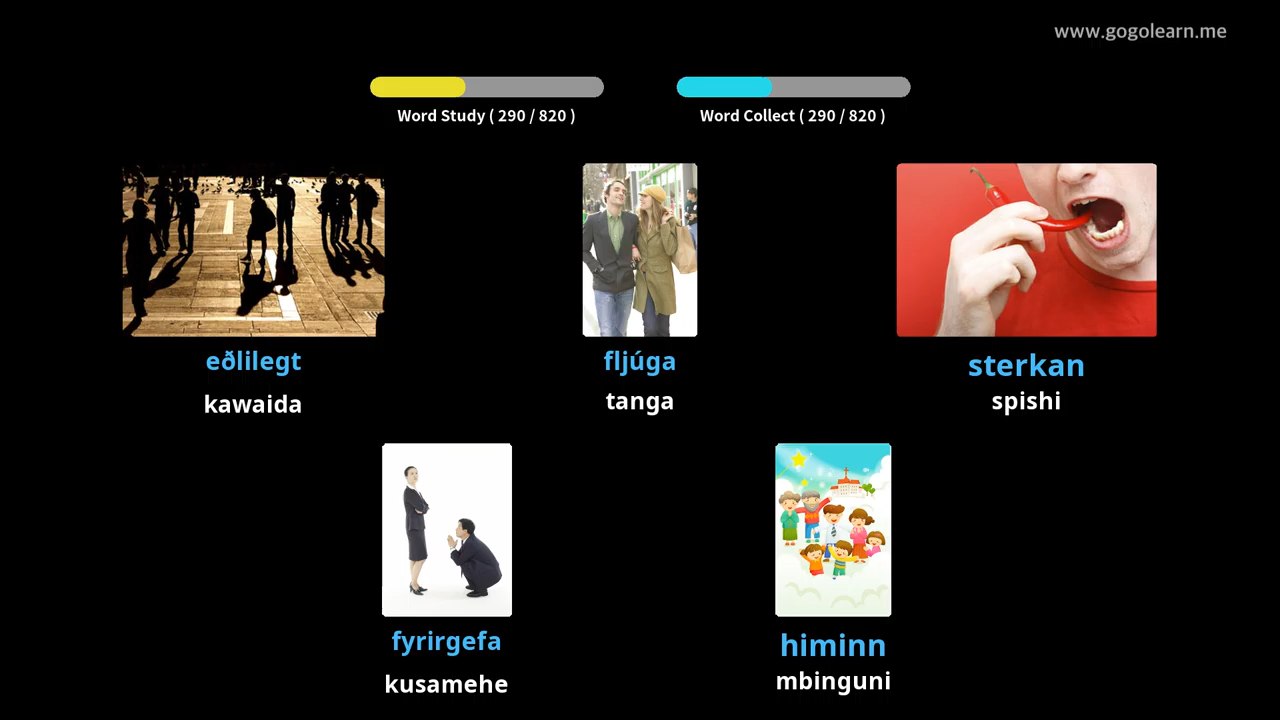 www.gogolearn.me
Word Study ( 290 / 820 )
Word Collect ( 290 / 820 )
eðlilegt
kawaida
fljúga
tanga
sterkan
spishi
fyrirgefa
kusamehe
himinn
mbinguni